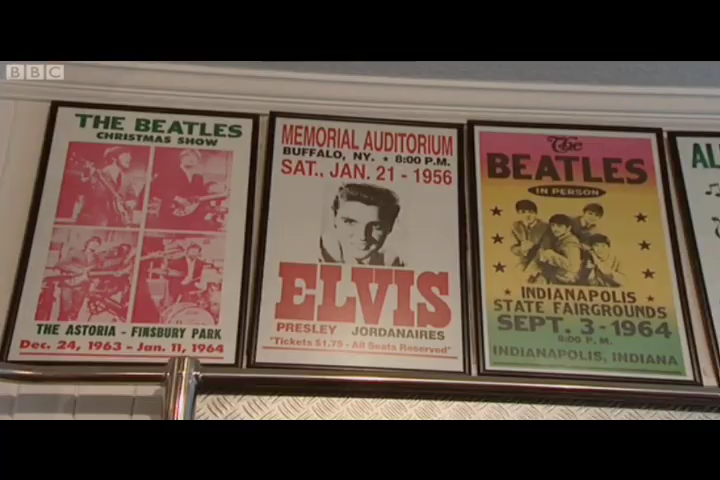 BBC
THE BEATLES
CHRISTMAS SHOW
THE ASTORIA - FINSBURY PARK
Dec. 24, 1963 - Jan. 11, 1964
MEMORIAL AUDITORIUM
BUFFALO, NY. • 8:00 P.M.
SAT., JAN. 21 - 1956
ELVIS
PRESLEY JORDANAIRES
"Tickets $1.75 - All Seats Reserved"
The
BEATLES
IN PERSON
INDIANAPOLIS
STATE FAIRGROUNDS
SEPT. 3 - 1964
8:00 P.M.
INDIANAPOLIS, INDIANA